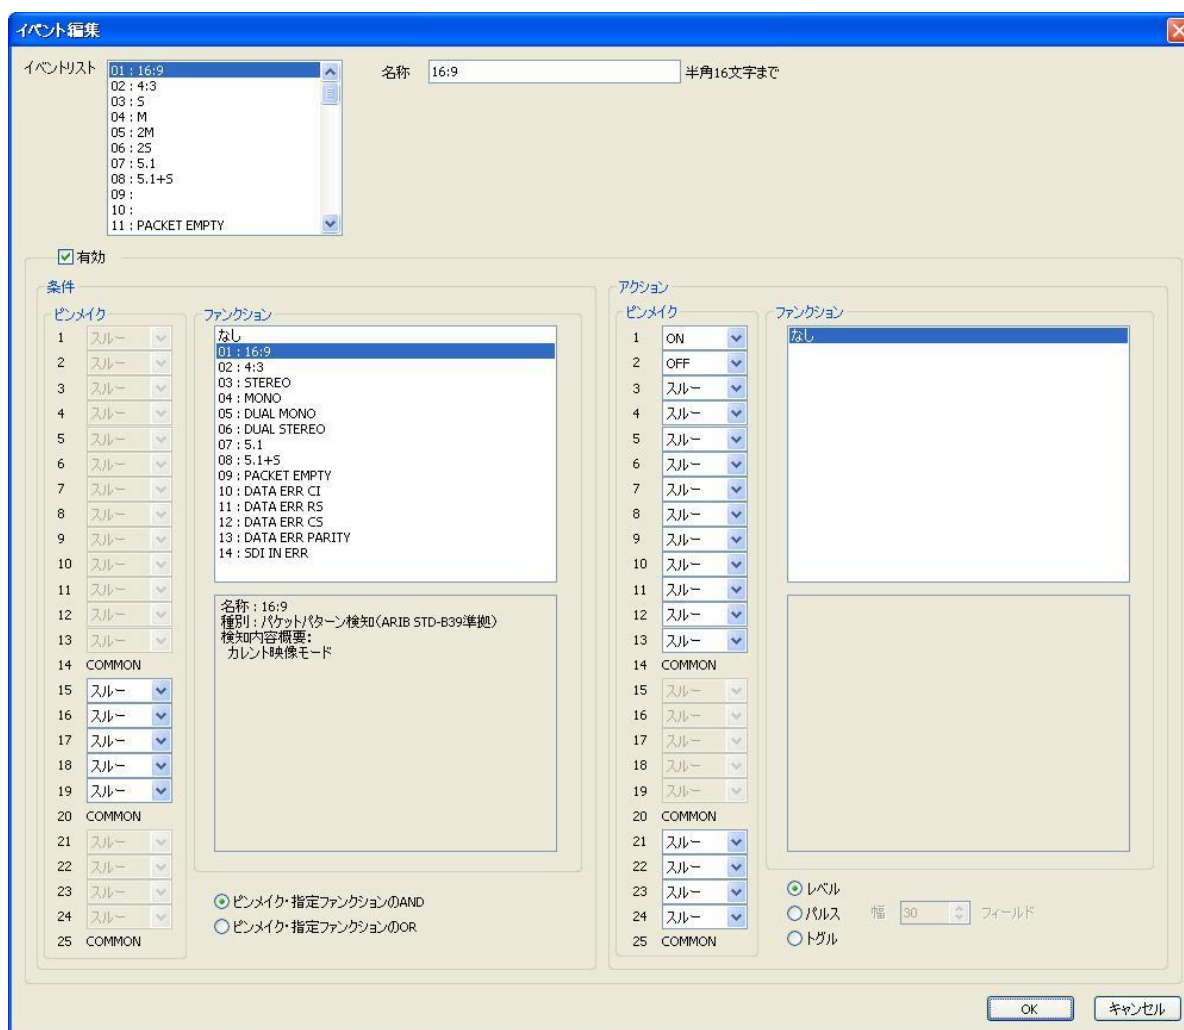 イベント編集
イベントリスト
01 : 16:9
02 : 4:3
03 : S
04 : M
05 : 2M
06 : 2S
07 : 5.1
08 : 5.1+S
09 :
10 :
11 : PACKET EMPTY
名称 16:9 半角16文字まで
有効
条件
ピンメイク
1 スルー
2 スルー
3 スルー
4 スルー
5 スルー
6 スルー
7 スルー
8 スルー
9 スルー
10 スルー
11 スルー
12 スルー
13 スルー
14 COMMON
15 スルー
16 スルー
17 スルー
18 スルー
19 スルー
20 COMMON
21 スルー
22 スルー
23 スルー
24 スルー
25 COMMON
ファンクション
なし
01 : 16:9
02 : 4:3
03 : STEREO
04 : MONO
05 : DUAL MONO
06 : DUAL STEREO
07 : 5.1
08 : 5.1+S
09 : PACKET EMPTY
10 : DATA ERR CI
11 : DATA ERR RS
12 : DATA ERR CS
13 : DATA ERR PARITY
14 : SDI IN ERR
名称 : 16:9
種別 : パケットパターン検知(ARIB STD-B39準拠)
検知内容概要:
カレント映像モード
ピンメイク・指定ファンクションのAND
ピンメイク・指定ファンクションのOR
アクション
ピンメイク
1 ON
2 OFF
3 スルー
4 スルー
5 スルー
6 スルー
7 スルー
8 スルー
9 スルー
10 スルー
11 スルー
12 スルー
13 スルー
14 COMMON
15 スルー
16 スルー
17 スルー
18 スルー
19 スルー
20 COMMON
21 スルー
22 スルー
23 スルー
24 スルー
25 COMMON
ファンクション
なし
レベル
パルス 幅 30 フィールド
トグル
OK キャンセル